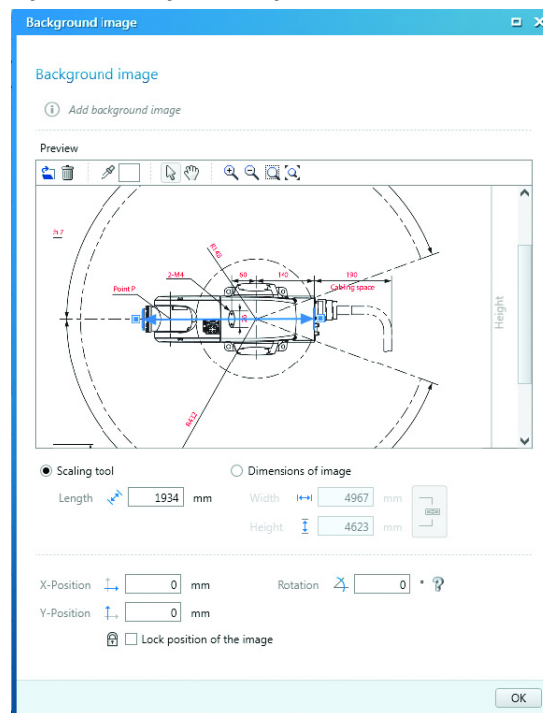 Background image
Background image
Add background image
Preview
R140
2-M4
60
140
190
Cabling space
Point P
Height
R432
Scaling tool
Dimensions of image
Length 1934 mm
Width 4967 mm
Height 4623 mm
X-Position 0 mm
Rotation 0 °
Y-Position 0 mm
Lock position of the image
OK